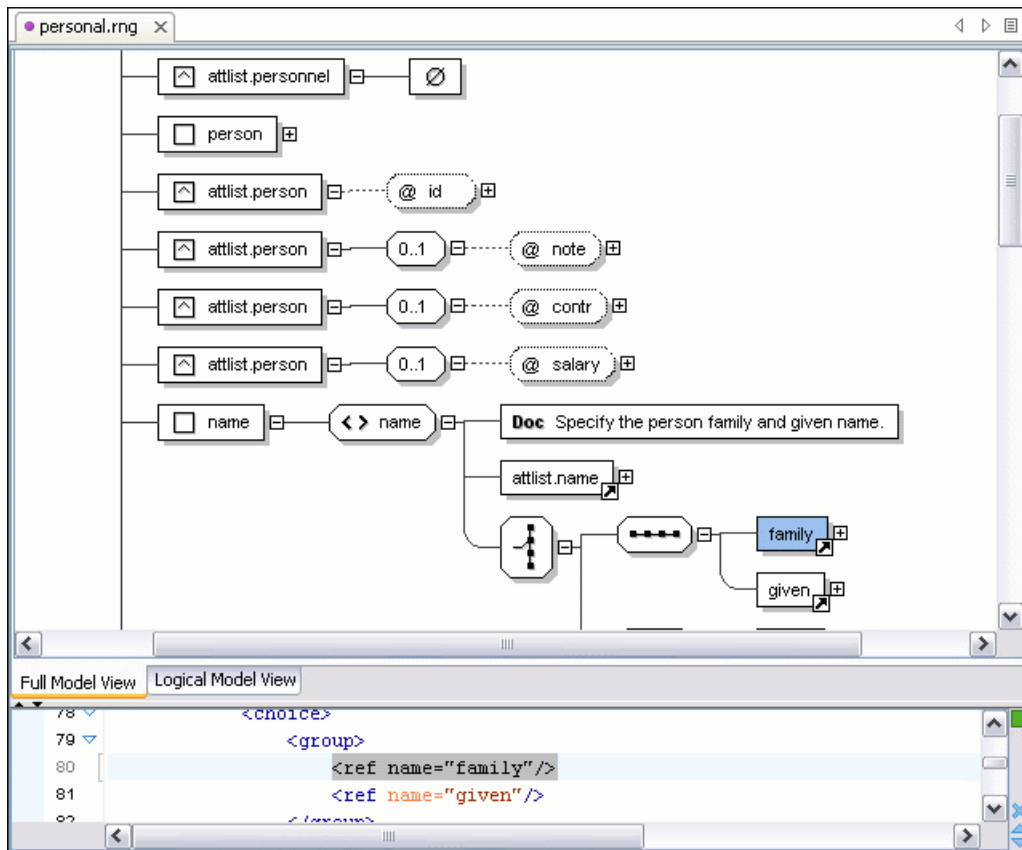 personal.rng
attlist.personnel
person
attlist.person @ id
attlist.person 0..1 @ note
attlist.person 0..1 @ contr
attlist.person 0..1 @ salary
name < > name Doc Specify the person family and given name.
attlist.name
family
given
Full Model View Logical Model View
78 <choice>
79 <group>
80 <ref name="family"/>
81 <ref name="given"/>
82 </group>